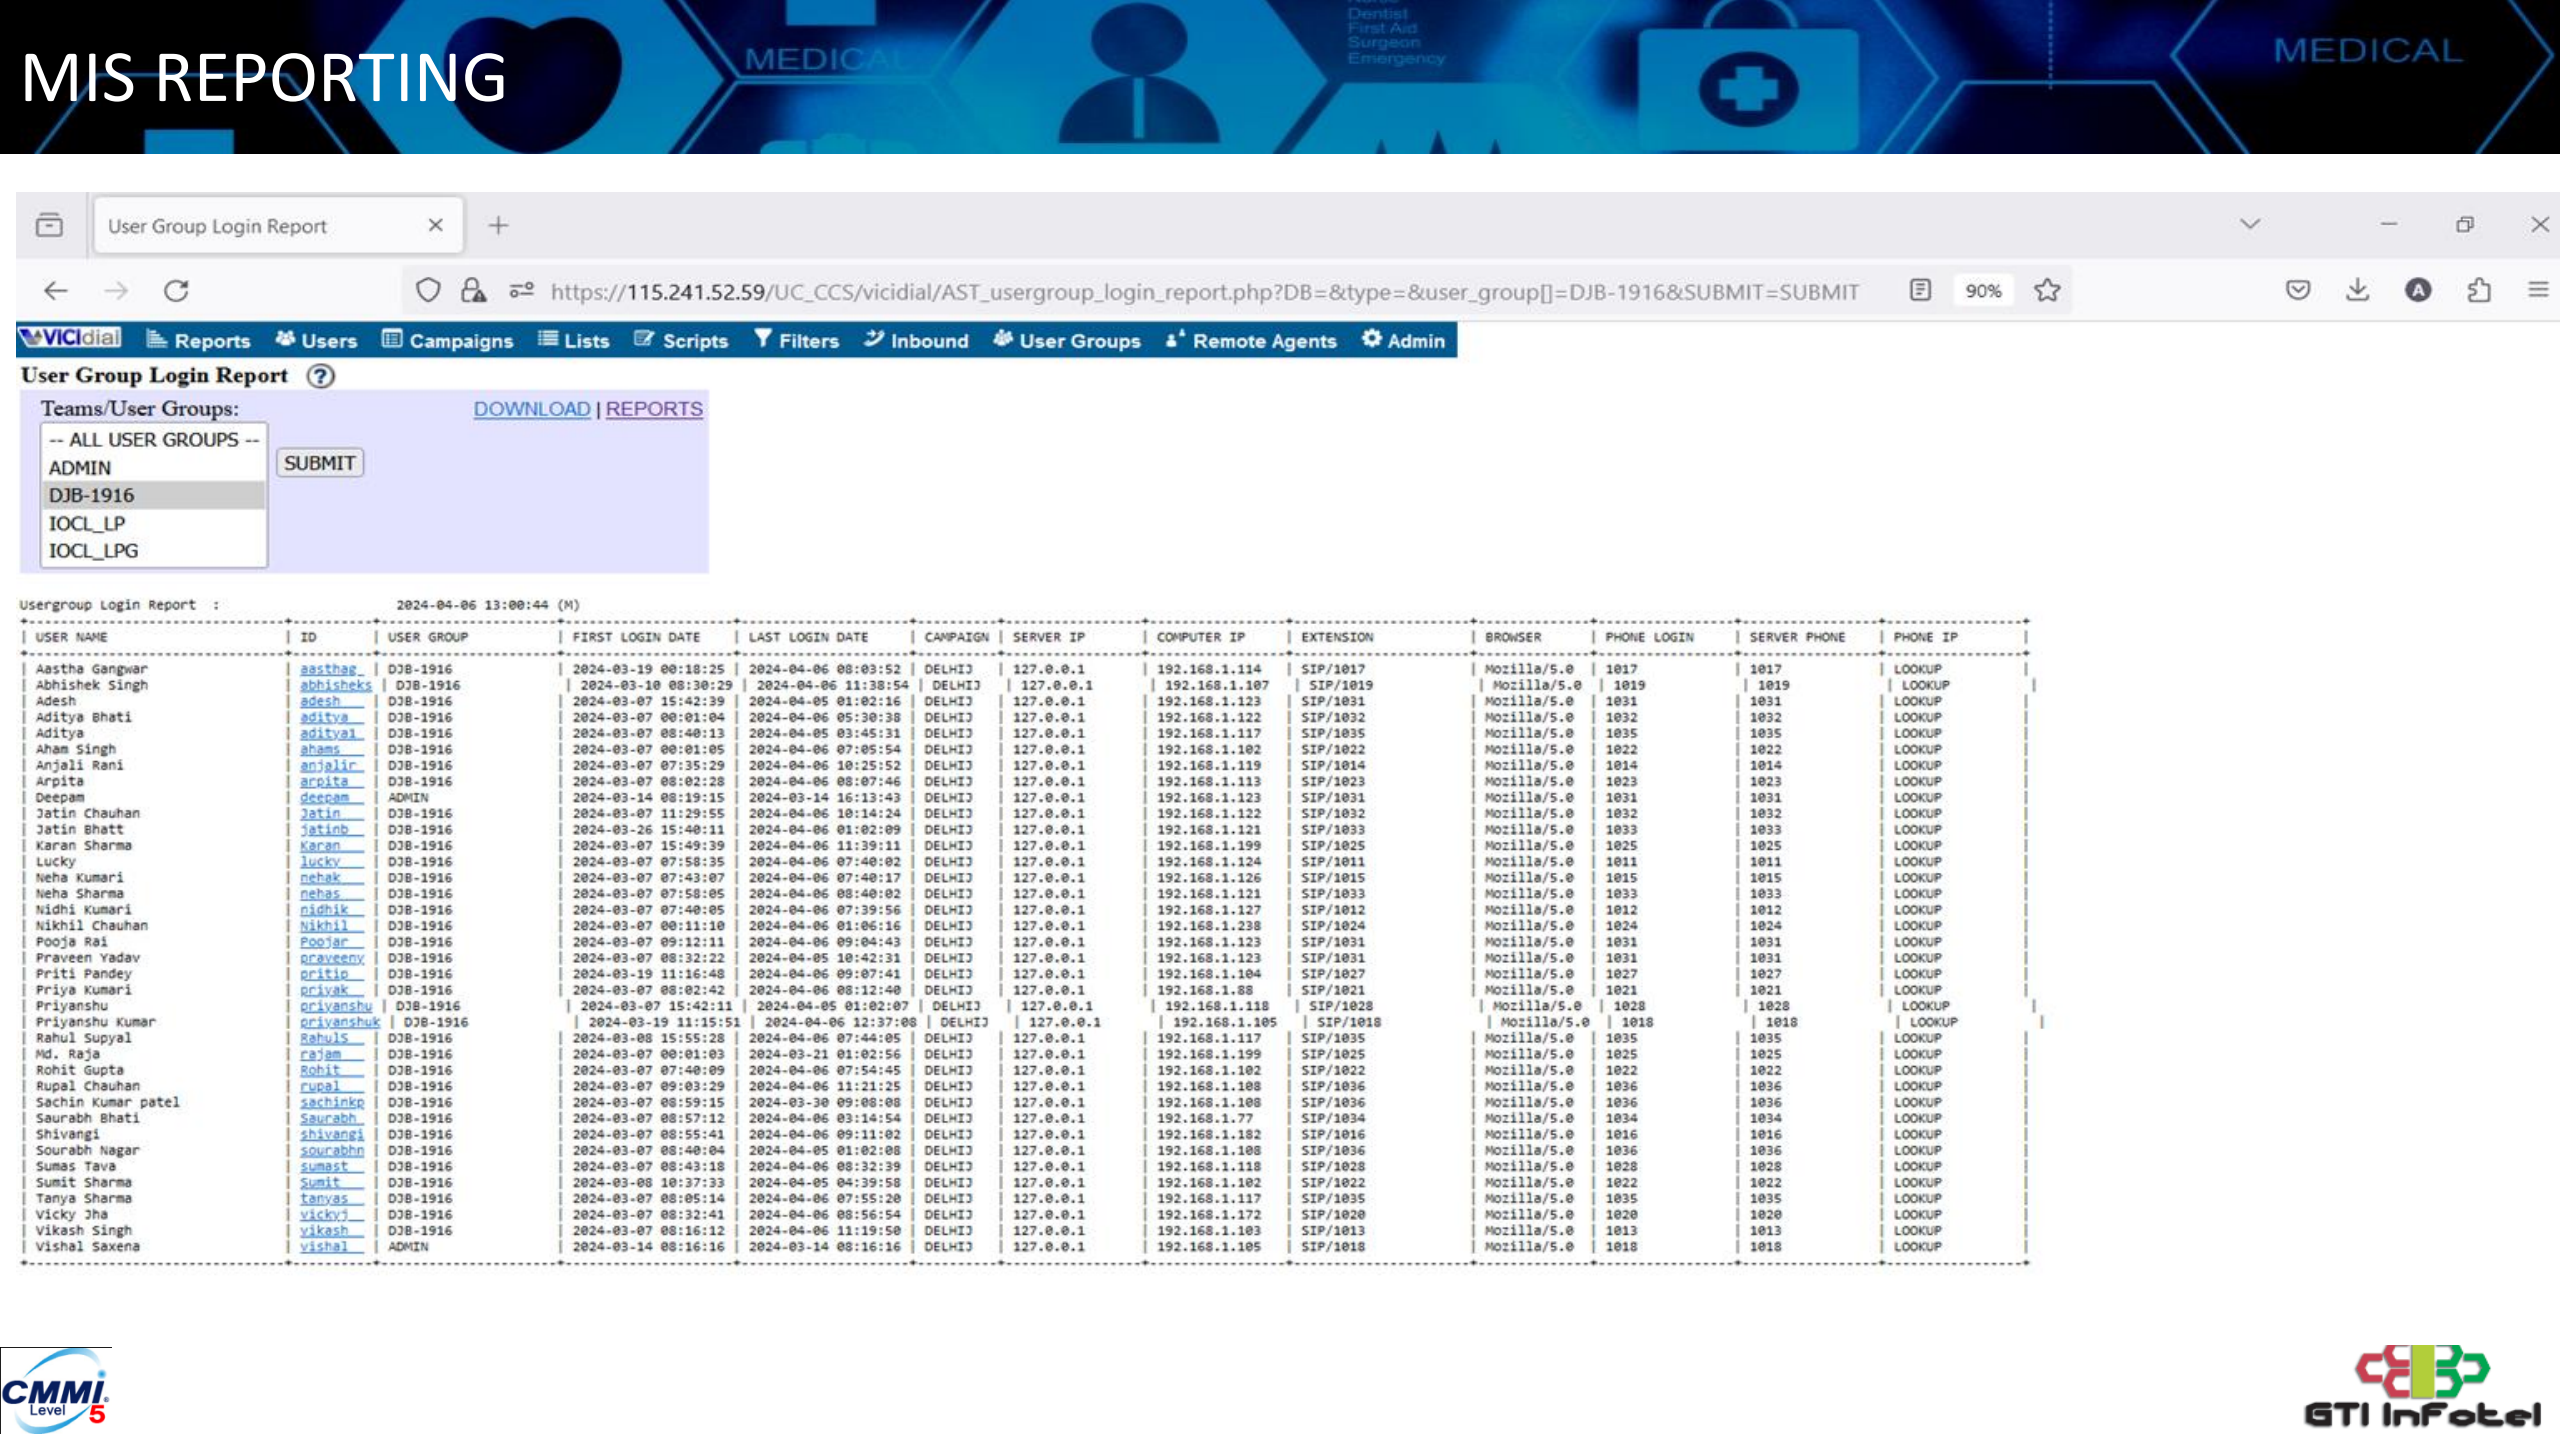 MIS REPORTING
MEDICAL
Dentist
First Aid
Surgeon
Emergency
MEDICAL
User Group Login Report
https://115.241.52.59/UC_CCS/vicidial/AST_usergroup_login_report.php?DB=&type=&user_group[]=DJB-1916&SUBMIT=SUBMIT 90%
VICIdial Reports Users Campaigns Lists Scripts Filters Inbound User Groups Remote Agents Admin
User Group Login Report ?
Teams/User Groups: DOWNLOAD | REPORTS
-- ALL USER GROUPS --
ADMIN
DJB-1916
IOCL_LP
IOCL_LPG
SUBMIT
Usergroup Login Report : 2024-04-06 13:00:44 (M)
| USER NAME | ID | USER GROUP | FIRST LOGIN DATE | LAST LOGIN DATE | CAMPAIGN | SERVER IP | COMPUTER IP | EXTENSION | BROWSER | PHONE LOGIN | SERVER PHONE | PHONE IP |
| Aastha Gangwar | aasthag | DJB-1916 | 2024-03-19 00:18:25 | 2024-04-06 08:03:52 | DELHIJ | 127.0.0.1 | 192.168.1.114 | SIP/1017 | Mozilla/5.0 | 1017 | 1017 | LOOKUP |
| Abhishek Singh | abhisheks | DJB-1916 | 2024-03-10 08:30:29 | 2024-04-06 11:38:54 | DELHIJ | 127.0.0.1 | 192.168.1.107 | SIP/1019 | Mozilla/5.0 | 1019 | 1019 | LOOKUP |
| Adesh | adesh | DJB-1916 | 2024-03-07 15:42:39 | 2024-04-05 01:02:16 | DELHIJ | 127.0.0.1 | 192.168.1.123 | SIP/1031 | Mozilla/5.0 | 1031 | 1031 | LOOKUP |
| Aditya Bhati | aditya | DJB-1916 | 2024-03-07 00:01:04 | 2024-04-06 05:30:38 | DELHIJ | 127.0.0.1 | 192.168.1.122 | SIP/1032 | Mozilla/5.0 | 1032 | 1032 | LOOKUP |
| Aditya | aditya1 | DJB-1916 | 2024-03-07 08:40:13 | 2024-04-05 03:45:31 | DELHIJ | 127.0.0.1 | 192.168.1.117 | SIP/1035 | Mozilla/5.0 | 1035 | 1035 | LOOKUP |
| Aham Singh | ahams | DJB-1916 | 2024-03-07 00:01:05 | 2024-04-06 07:05:54 | DELHIJ | 127.0.0.1 | 192.168.1.102 | SIP/1022 | Mozilla/5.0 | 1022 | 1022 | LOOKUP |
| Anjali Rani | anjalir | DJB-1916 | 2024-03-07 07:35:29 | 2024-04-06 10:25:52 | DELHIJ | 127.0.0.1 | 192.168.1.119 | SIP/1014 | Mozilla/5.0 | 1014 | 1014 | LOOKUP |
| Arpita | arpita | DJB-1916 | 2024-03-07 08:02:28 | 2024-04-06 08:07:46 | DELHIJ | 127.0.0.1 | 192.168.1.113 | SIP/1023 | Mozilla/5.0 | 1023 | 1023 | LOOKUP |
| Deepam | deepam | ADMIN | 2024-03-14 08:19:15 | 2024-03-14 16:13:43 | DELHIJ | 127.0.0.1 | 192.168.1.123 | SIP/1031 | Mozilla/5.0 | 1031 | 1031 | LOOKUP |
| Jatin Chauhan | Jatin | DJB-1916 | 2024-03-07 11:29:55 | 2024-04-06 10:14:24 | DELHIJ | 127.0.0.1 | 192.168.1.122 | SIP/1032 | Mozilla/5.0 | 1032 | 1032 | LOOKUP |
| Jatin Bhatt | jatinb | DJB-1916 | 2024-03-26 15:40:11 | 2024-04-06 01:02:09 | DELHIJ | 127.0.0.1 | 192.168.1.121 | SIP/1033 | Mozilla/5.0 | 1033 | 1033 | LOOKUP |
| Karan Sharma | Karan | DJB-1916 | 2024-03-07 15:49:39 | 2024-04-06 11:39:11 | DELHIJ | 127.0.0.1 | 192.168.1.199 | SIP/1025 | Mozilla/5.0 | 1025 | 1025 | LOOKUP |
| Lucky | lucky | DJB-1916 | 2024-03-07 07:58:35 | 2024-04-06 07:40:02 | DELHIJ | 127.0.0.1 | 192.168.1.124 | SIP/1011 | Mozilla/5.0 | 1011 | 1011 | LOOKUP |
| Neha Kumari | nehak | DJB-1916 | 2024-03-07 07:43:07 | 2024-04-06 07:40:17 | DELHIJ | 127.0.0.1 | 192.168.1.126 | SIP/1015 | Mozilla/5.0 | 1015 | 1015 | LOOKUP |
| Neha Sharma | nehas | DJB-1916 | 2024-03-07 07:58:05 | 2024-04-06 08:40:02 | DELHIJ | 127.0.0.1 | 192.168.1.121 | SIP/1033 | Mozilla/5.0 | 1033 | 1033 | LOOKUP |
| Nidhi Kumari | nidhik | DJB-1916 | 2024-03-07 07:40:05 | 2024-04-06 07:39:56 | DELHIJ | 127.0.0.1 | 192.168.1.127 | SIP/1012 | Mozilla/5.0 | 1012 | 1012 | LOOKUP |
| Nikhil Chauhan | Nikhil | DJB-1916 | 2024-03-07 00:11:10 | 2024-04-06 01:06:16 | DELHIJ | 127.0.0.1 | 192.168.1.238 | SIP/1024 | Mozilla/5.0 | 1024 | 1024 | LOOKUP |
| Pooja Rai | Poojar | DJB-1916 | 2024-03-07 09:12:11 | 2024-04-06 09:04:43 | DELHIJ | 127.0.0.1 | 192.168.1.123 | SIP/1031 | Mozilla/5.0 | 1031 | 1031 | LOOKUP |
| Praveen Yadav | praveeny | DJB-1916 | 2024-03-07 08:32:22 | 2024-04-05 10:42:31 | DELHIJ | 127.0.0.1 | 192.168.1.123 | SIP/1031 | Mozilla/5.0 | 1031 | 1031 | LOOKUP |
| Priti Pandey | pritip | DJB-1916 | 2024-03-19 11:16:48 | 2024-04-06 09:07:41 | DELHIJ | 127.0.0.1 | 192.168.1.104 | SIP/1027 | Mozilla/5.0 | 1027 | 1027 | LOOKUP |
| Priya Kumari | priyak | DJB-1916 | 2024-03-07 08:02:42 | 2024-04-06 08:12:40 | DELHIJ | 127.0.0.1 | 192.168.1.88 | SIP/1021 | Mozilla/5.0 | 1021 | 1021 | LOOKUP |
| Priyanshu | priyanshu | DJB-1916 | 2024-03-07 15:42:11 | 2024-04-05 01:02:07 | DELHIJ | 127.0.0.1 | 192.168.1.118 | SIP/1028 | Mozilla/5.0 | 1028 | 1028 | LOOKUP |
| Priyanshu Kumar | priyanshuk | DJB-1916 | 2024-03-19 11:15:51 | 2024-04-06 12:37:08 | DELHIJ | 127.0.0.1 | 192.168.1.105 | SIP/1018 | Mozilla/5.0 | 1018 | 1018 | LOOKUP |
| Rahul Supyal | RahulS | DJB-1916 | 2024-03-08 15:55:28 | 2024-04-06 07:44:05 | DELHIJ | 127.0.0.1 | 192.168.1.117 | SIP/1035 | Mozilla/5.0 | 1035 | 1035 | LOOKUP |
| Md. Raja | rajam | DJB-1916 | 2024-03-07 00:01:03 | 2024-03-21 01:02:56 | DELHIJ | 127.0.0.1 | 192.168.1.199 | SIP/1025 | Mozilla/5.0 | 1025 | 1025 | LOOKUP |
| Rohit Gupta | Rohit | DJB-1916 | 2024-03-07 07:40:09 | 2024-04-06 07:54:45 | DELHIJ | 127.0.0.1 | 192.168.1.102 | SIP/1022 | Mozilla/5.0 | 1022 | 1022 | LOOKUP |
| Rupal Chauhan | rupal | DJB-1916 | 2024-03-07 09:03:29 | 2024-04-06 11:21:25 | DELHIJ | 127.0.0.1 | 192.168.1.108 | SIP/1036 | Mozilla/5.0 | 1036 | 1036 | LOOKUP |
| Sachin Kumar patel | sachinkp | DJB-1916 | 2024-03-07 08:59:15 | 2024-03-30 09:08:08 | DELHIJ | 127.0.0.1 | 192.168.1.108 | SIP/1036 | Mozilla/5.0 | 1036 | 1036 | LOOKUP |
| Saurabh Bhati | Saurabh | DJB-1916 | 2024-03-07 08:57:12 | 2024-04-06 03:14:54 | DELHIJ | 127.0.0.1 | 192.168.1.77 | SIP/1034 | Mozilla/5.0 | 1034 | 1034 | LOOKUP |
| Shivangi | shivangi | DJB-1916 | 2024-03-07 08:55:41 | 2024-04-06 09:11:02 | DELHIJ | 127.0.0.1 | 192.168.1.182 | SIP/1016 | Mozilla/5.0 | 1016 | 1016 | LOOKUP |
| Sourabh Nagar | sourabhn | DJB-1916 | 2024-03-07 08:40:04 | 2024-04-05 01:02:08 | DELHIJ | 127.0.0.1 | 192.168.1.108 | SIP/1036 | Mozilla/5.0 | 1036 | 1036 | LOOKUP |
| Sumas Tava | sumast | DJB-1916 | 2024-03-07 08:43:18 | 2024-04-06 08:32:39 | DELHIJ | 127.0.0.1 | 192.168.1.118 | SIP/1028 | Mozilla/5.0 | 1028 | 1028 | LOOKUP |
| Sumit Sharma | Sumit | DJB-1916 | 2024-03-08 10:37:33 | 2024-04-05 04:39:58 | DELHIJ | 127.0.0.1 | 192.168.1.102 | SIP/1022 | Mozilla/5.0 | 1022 | 1022 | LOOKUP |
| Tanya Sharma | tanyas | DJB-1916 | 2024-03-07 08:05:14 | 2024-04-06 07:55:20 | DELHIJ | 127.0.0.1 | 192.168.1.117 | SIP/1035 | Mozilla/5.0 | 1035 | 1035 | LOOKUP |
| Vicky Jha | vickyj | DJB-1916 | 2024-03-07 08:32:41 | 2024-04-06 08:56:54 | DELHIJ | 127.0.0.1 | 192.168.1.172 | SIP/1020 | Mozilla/5.0 | 1020 | 1020 | LOOKUP |
| Vikash Singh | vikash | DJB-1916 | 2024-03-07 08:16:12 | 2024-04-06 11:19:50 | DELHIJ | 127.0.0.1 | 192.168.1.103 | SIP/1013 | Mozilla/5.0 | 1013 | 1013 | LOOKUP |
| Vishal Saxena | vishal | ADMIN | 2024-03-14 08:16:16 | 2024-03-14 08:16:16 | DELHIJ | 127.0.0.1 | 192.168.1.105 | SIP/1018 | Mozilla/5.0 | 1018 | 1018 | LOOKUP |
CMMI
Level 5
GTI InFotel